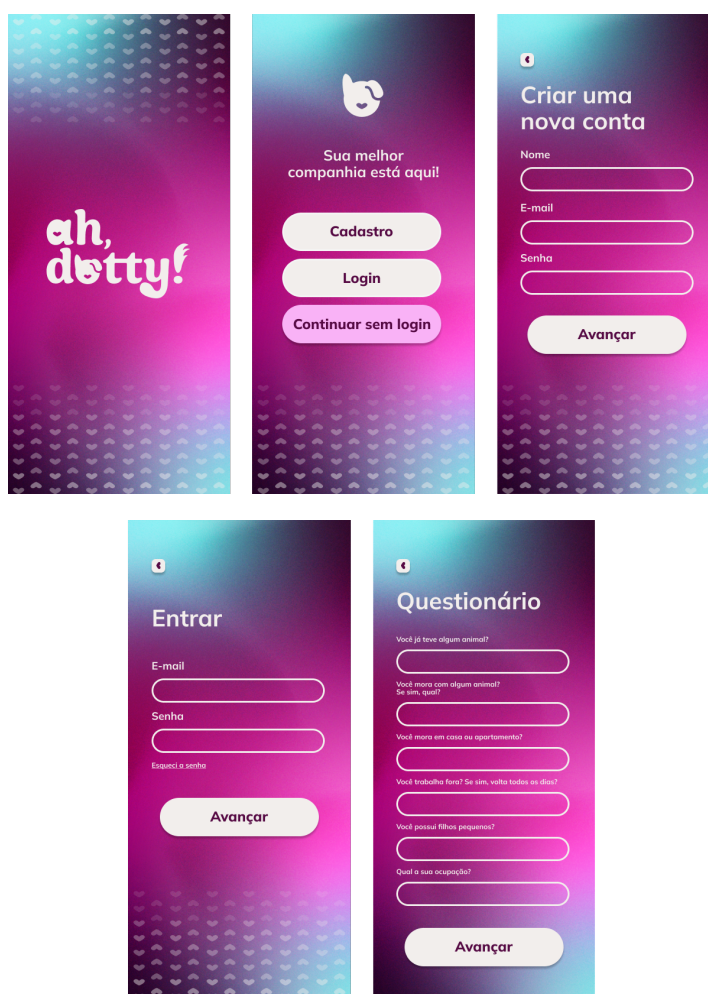 ah,
dotty!
Sua melhor
companhia está aqui!
Cadastro
Login
Continuar sem login
Criar uma
nova conta
Nome
E-mail
Senha
Avançar
Entrar
E-mail
Senha
Esqueci a senha
Avançar
Questionário
Você já teve algum animal?
Você mora com algum animal?
Se sim, qual?
Você mora em casa ou apartamento?
Você trabalha fora? Se sim, volta todos os dias?
Você possui filhos pequenos?
Qual a sua ocupação?
Avançar